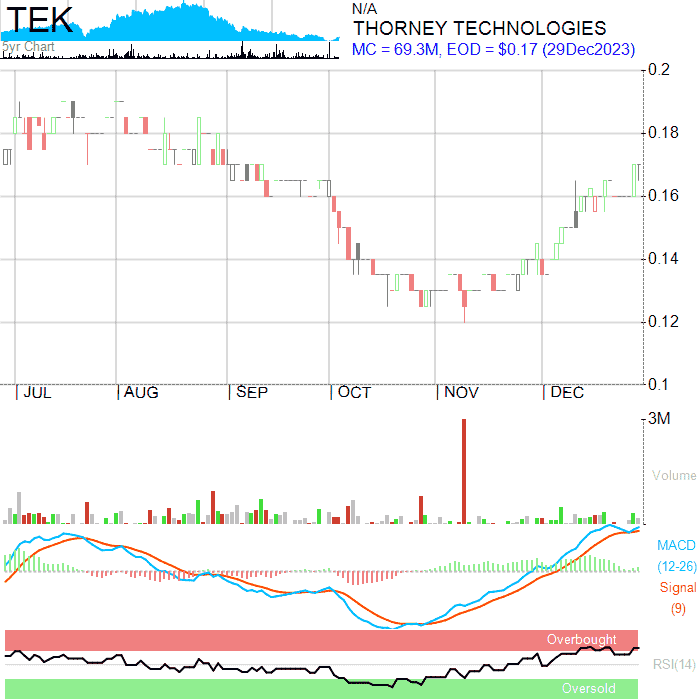 TEK
5yr Chart
N/A
THORNEY TECHNOLOGIES
MC = 69.3M, EOD = $0.17 (29Dec2023)
0.2
0.18
0.16
0.14
0.12
0.1
JUL AUG SEP OCT NOV DEC
3M
Volume
MACD
(12-26)
Signal
(9)
Overbought
RSI(14)
Oversold